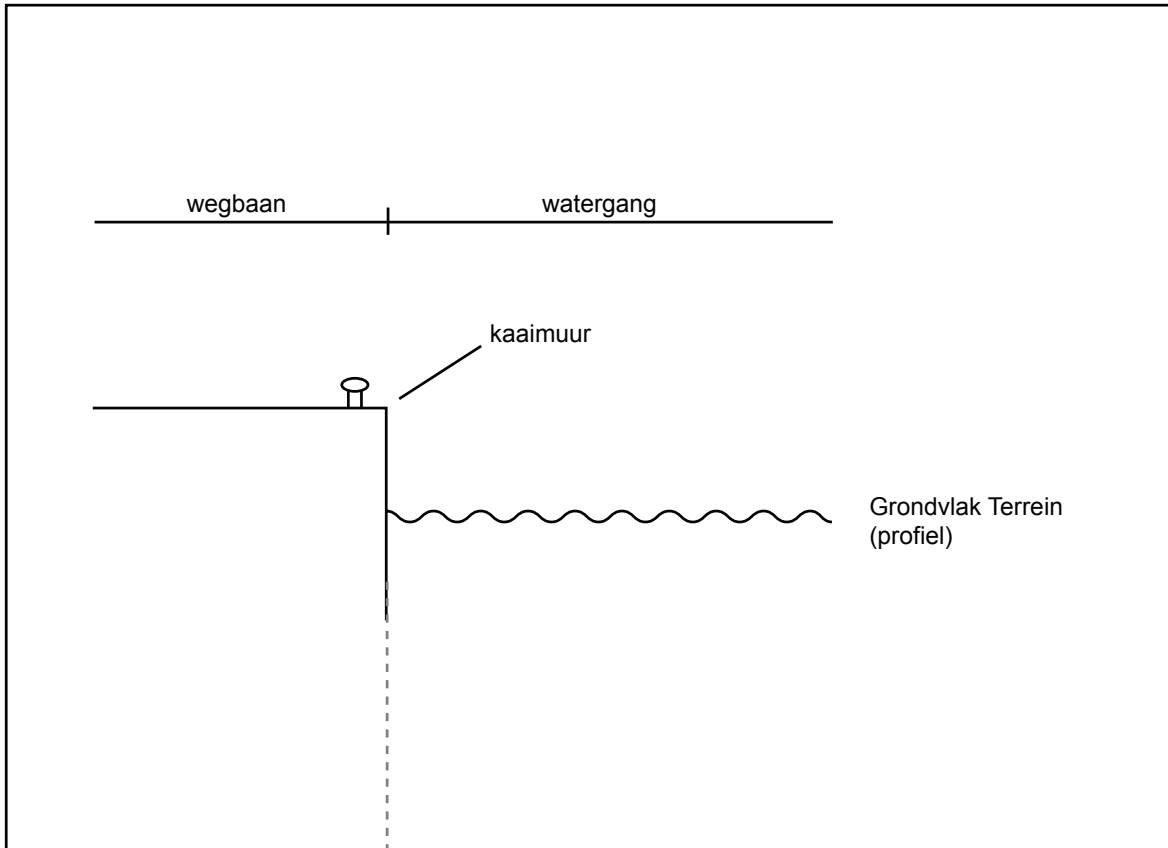 wegbaan
watergang
kaaimuur
Grondvlak Terrein
(profiel)